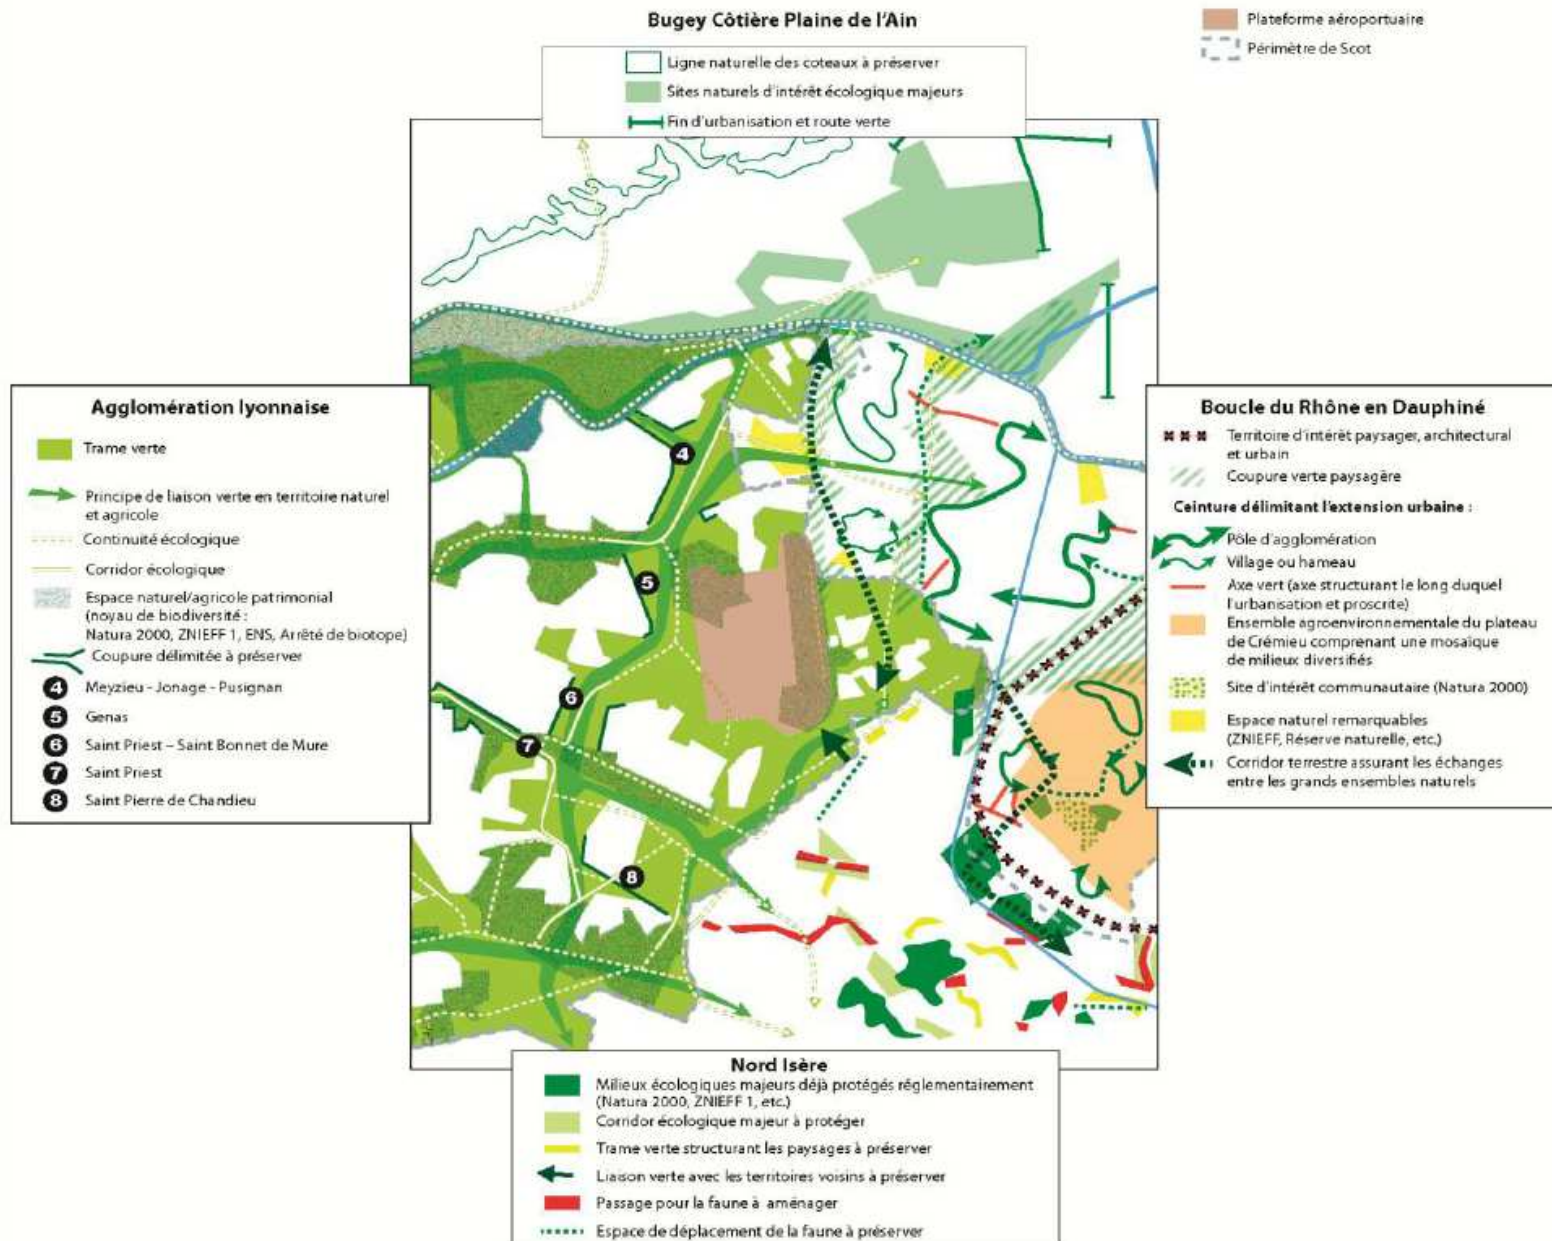 Bugey Côtière Plaine de l'Ain
Ligne naturelle des coteaux à préserver
Sites naturels d'intérêt écologique majeurs
Fin d'urbanisation et route verte
Plateforme aéroportuaire
Périmètre de Scot
Agglomération lyonnaise
Trame verte
Principe de liaison verte en territoire naturel
et agricole
Continuité écologique
Corridor écologique
Espace naturel/agricole patrimonial
(noyau de biodiversité :
Natura 2000, ZNIEFF 1, ENS, Arrêté de biotope)
Coupure délimitée à préserver
4 Meyzieu - Jonage - Pusignan
5 Genas
6 Saint Priest – Saint Bonnet de Mure
7 Saint Priest
8 Saint Pierre de Chandieu
4
5
6
7
8
Boucle du Rhône en Dauphiné
Territoire d'intérêt paysager, architectural
et urbain
Coupure verte paysagère
Ceinture délimitant l'extension urbaine :
Pôle d'agglomération
Village ou hameau
Axe vert (axe structurant le long duquel
l'urbanisation et proscrite)
Ensemble agroenvironnementale du plateau
de Crémieu comprenant une mosaïque
de milieux diversifiés
Site d'intérêt communautaire (Natura 2000)
Espace naturel remarquables
(ZNIEFF, Réserve naturelle, etc.)
Corridor terrestre assurant les échanges
entre les grands ensembles naturels
Nord Isère
Milieux écologiques majeurs déjà protégés réglementairement
(Natura 2000, ZNIEFF 1, etc.)
Corridor écologique majeur à protéger
Trame verte structurant les paysages à préserver
Liaison verte avec les territoires voisins à préserver
Passage pour la faune à aménager
Espace de déplacement de la faune à préserver